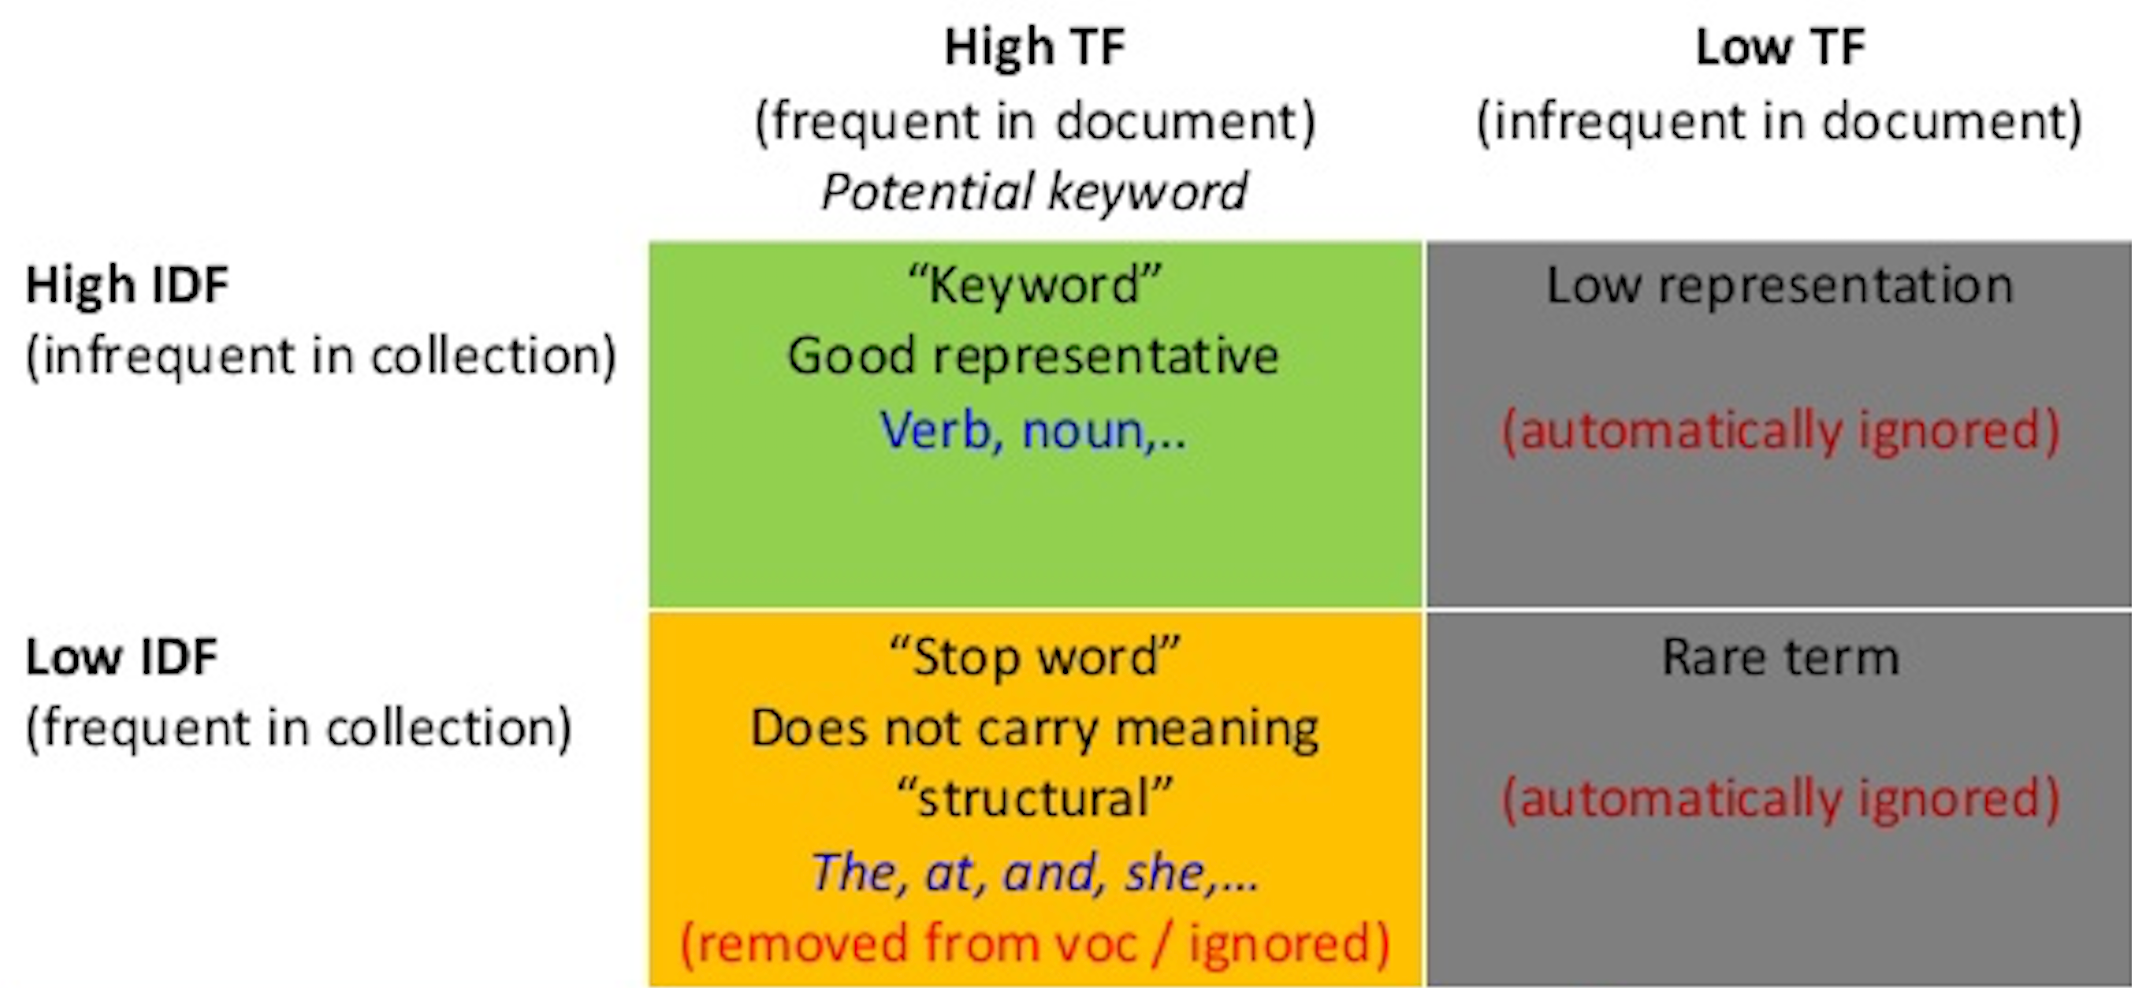 High TF
(frequent in document)
Potential keyword
Low TF
(infrequent in document)
High IDF
(infrequent in collection)
“Keyword”
Good representative
Verb, noun,..
Low representation
(automatically ignored)
Low IDF
(frequent in collection)
“Stop word”
Does not carry meaning
“structural”
The, at, and, she,...
(removed from voc / ignored)
Rare term
(automatically ignored)